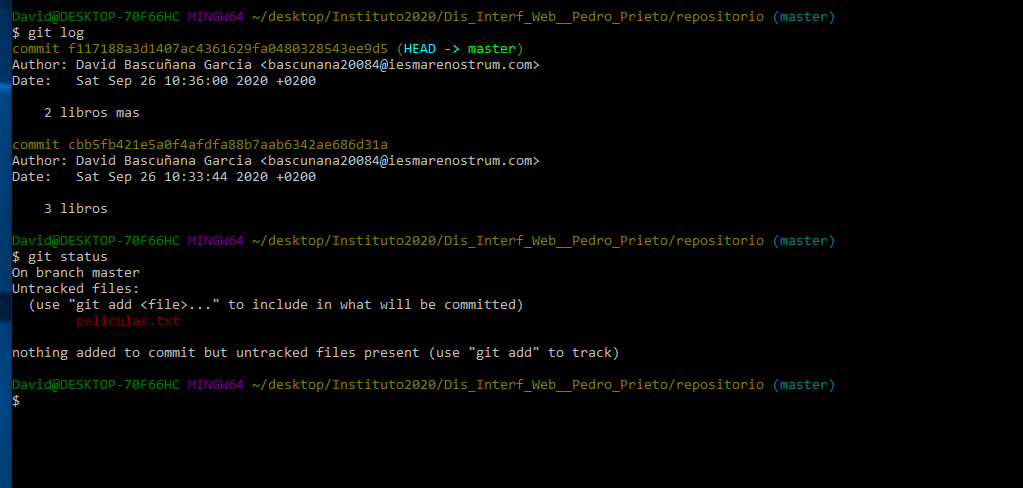 David@DESKTOP-70F66HC MINGW64 ~/desktop/Instituto2020/Dis_Interf_Web__Pedro_Prieto/repositorio (master)
$ git log
commit f117188a3d1407ac4361629fa0480328543ee9d5 (HEAD -> master)
Author: David Bascuñana Garcia <bascunana20084@iesmarenostrum.com>
Date:   Sat Sep 26 10:36:00 2020 +0200

    2 libros mas

commit cbb5fb421e5a0f4afdfa88b7aab6342ae686d31a
Author: David Bascuñana Garcia <bascunana20084@iesmarenostrum.com>
Date:   Sat Sep 26 10:33:44 2020 +0200

    3 libros

David@DESKTOP-70F66HC MINGW64 ~/desktop/Instituto2020/Dis_Interf_Web__Pedro_Prieto/repositorio (master)
$ git status
On branch master
Untracked files:
  (use "git add <file>..." to include in what will be committed)
        peliculas.txt

nothing added to commit but untracked files present (use "git add" to track)

David@DESKTOP-70F66HC MINGW64 ~/desktop/Instituto2020/Dis_Interf_Web__Pedro_Prieto/repositorio (master)
$